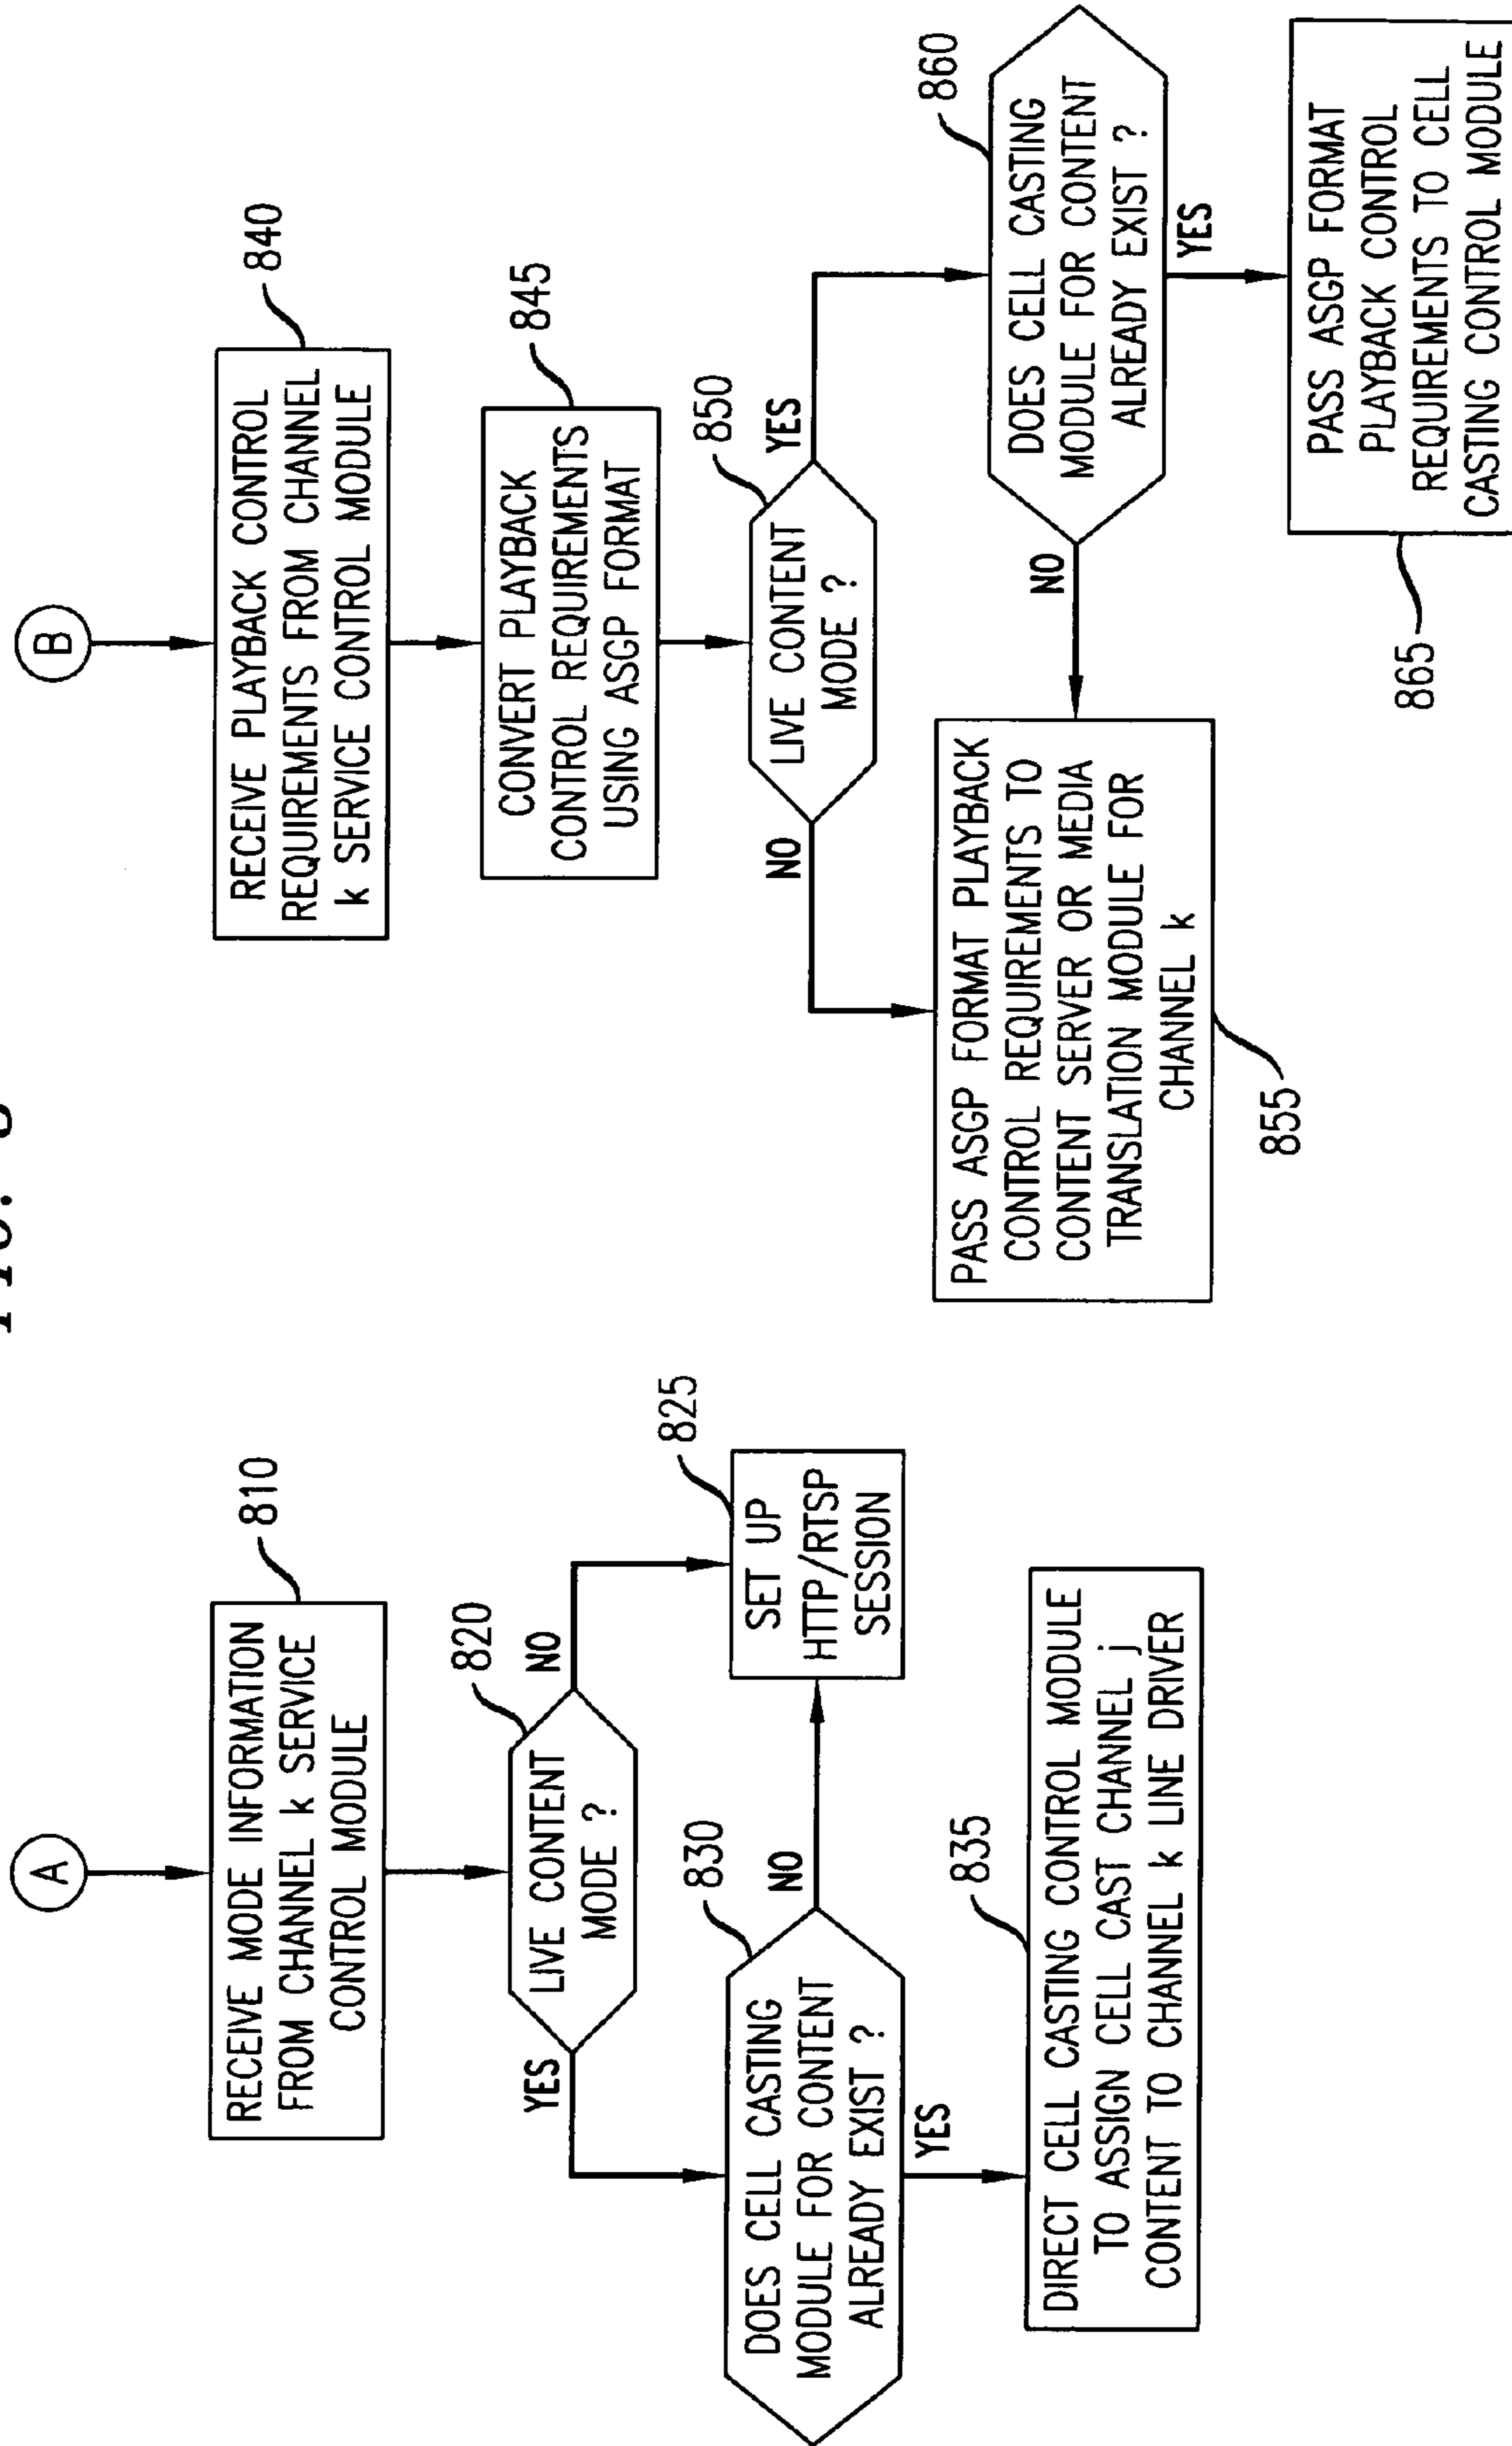 FIG. 8
A
RECEIVE MODE INFORMATION
FROM CHANNEL k SERVICE
CONTROL MODULE
810
LIVE CONTENT
MODE ?
820
YES
NO
SET UP
HTTP/RTSP
SESSION
825
DOES CELL CASTING
MODULE FOR CONTENT
ALREADY EXIST ?
830
NO
YES
DIRECT CELL CASTING CONTROL MODULE
TO ASSIGN CELL CAST CHANNEL j
CONTENT TO CHANNEL k LINE DRIVER
835
B
RECEIVE PLAYBACK CONTROL
REQUIREMENTS FROM CHANNEL
k SERVICE CONTROL MODULE
840
CONVERT PLAYBACK
CONTROL REQUIREMENTS
USING ASGP FORMAT
845
LIVE CONTENT
MODE ?
850
NO
YES
PASS ASGP FORMAT PLAYBACK
CONTROL REQUIREMENTS TO
CONTENT SERVER OR MEDIA
TRANSLATION MODULE FOR
CHANNEL k
855
DOES CELL CASTING
MODULE FOR CONTENT
ALREADY EXIST ?
860
NO
YES
PASS ASGP FORMAT
PLAYBACK CONTROL
REQUIREMENTS TO CELL
CASTING CONTROL MODULE
865